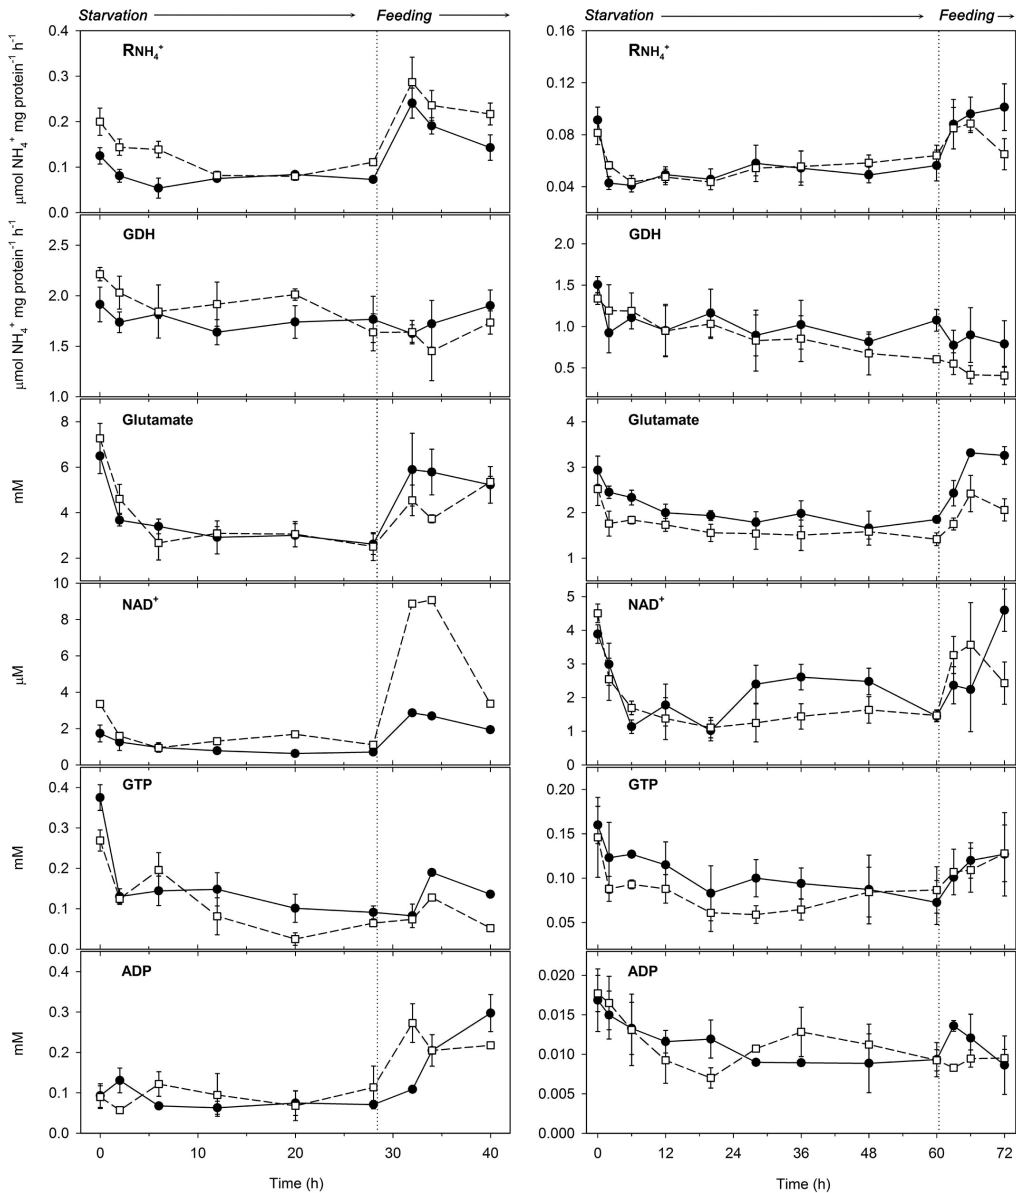 Starvation Feeding Starvation Feeding
RNH₄⁺ RNH₄⁺
μmol NH₄⁺ mg protein⁻¹ h⁻¹
0.4 0.3 0.2 0.1 0.0
0.16 0.12 0.08 0.04
GDH GDH
μmol NH₄⁺ mg protein⁻¹ h⁻¹
2.5 2.0 1.5 1.0
2.0 1.5 1.0 0.5
Glutamate Glutamate
mM
8 6 4 2
4 3 2 1
NAD⁺ NAD⁺
μM
10 8 6 4 2 0
5 4 3 2 1 0
GTP GTP
mM
0.4 0.3 0.2 0.1 0.0
0.20 0.15 0.10 0.05
ADP ADP
mM
0.4 0.3 0.2 0.1 0.0
0.020 0.015 0.010 0.005 0.000
0 10 20 30 40 0 12 24 36 48 60 72
Time (h) Time (h)